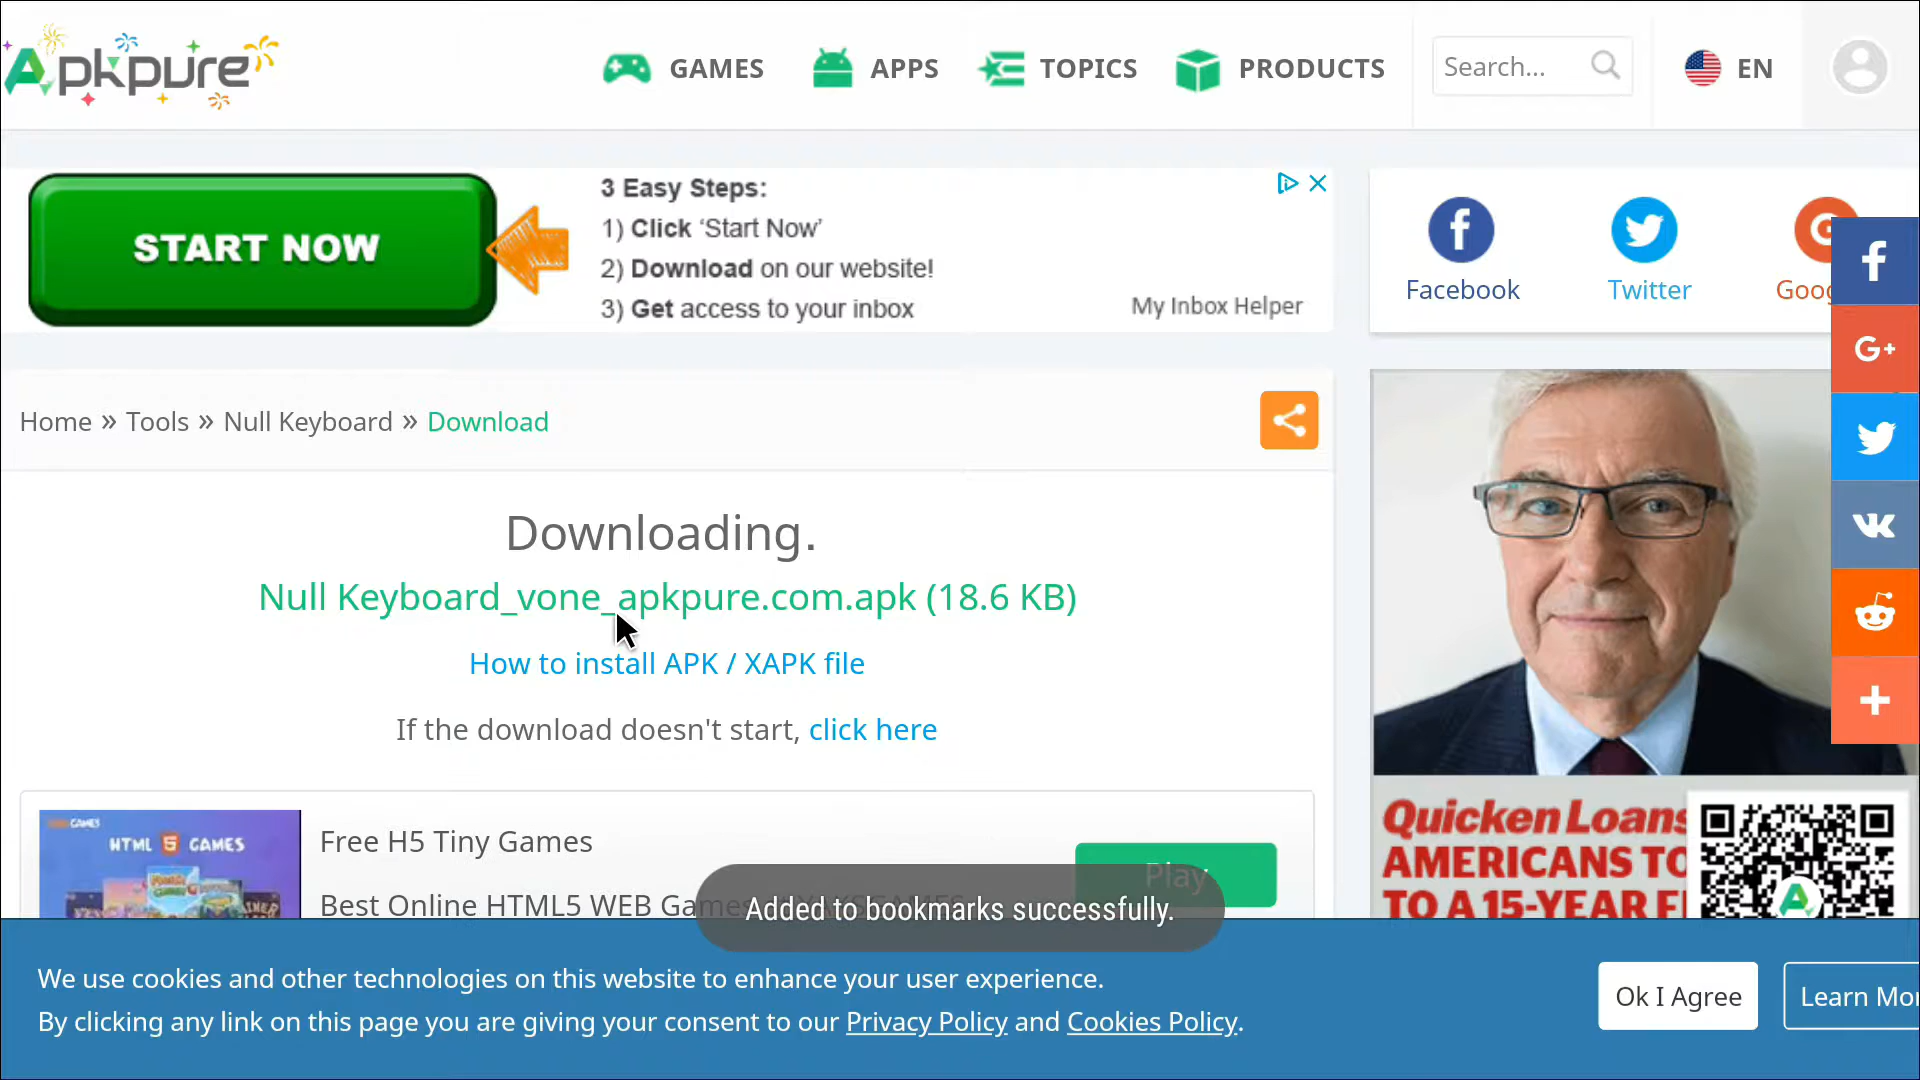 Apkpure
GAMES
APPS
TOPICS
PRODUCTS
Search...
EN
START NOW
3 Easy Steps:
1) Click ‘Start Now’
2) Download on our website!
3) Get access to your inbox
My Inbox Helper
Facebook
Twitter
Home » Tools » Null Keyboard » Download
Downloading.
Null Keyboard_vone_apkpure.com.apk (18.6 KB)
How to install APK / XAPK file
If the download doesn't start, click here
HTML 5 GAMES
Free H5 Tiny Games
Best Online HTML5 WEB
Play
Added to bookmarks successfully.
Quicken Loans
AMERICANS TO
TO A 15-YEAR
We use cookies and other technologies on this website to enhance your user experience.
By clicking any link on this page you are giving your consent to our Privacy Policy and Cookies Policy.
Ok I Agree
Learn